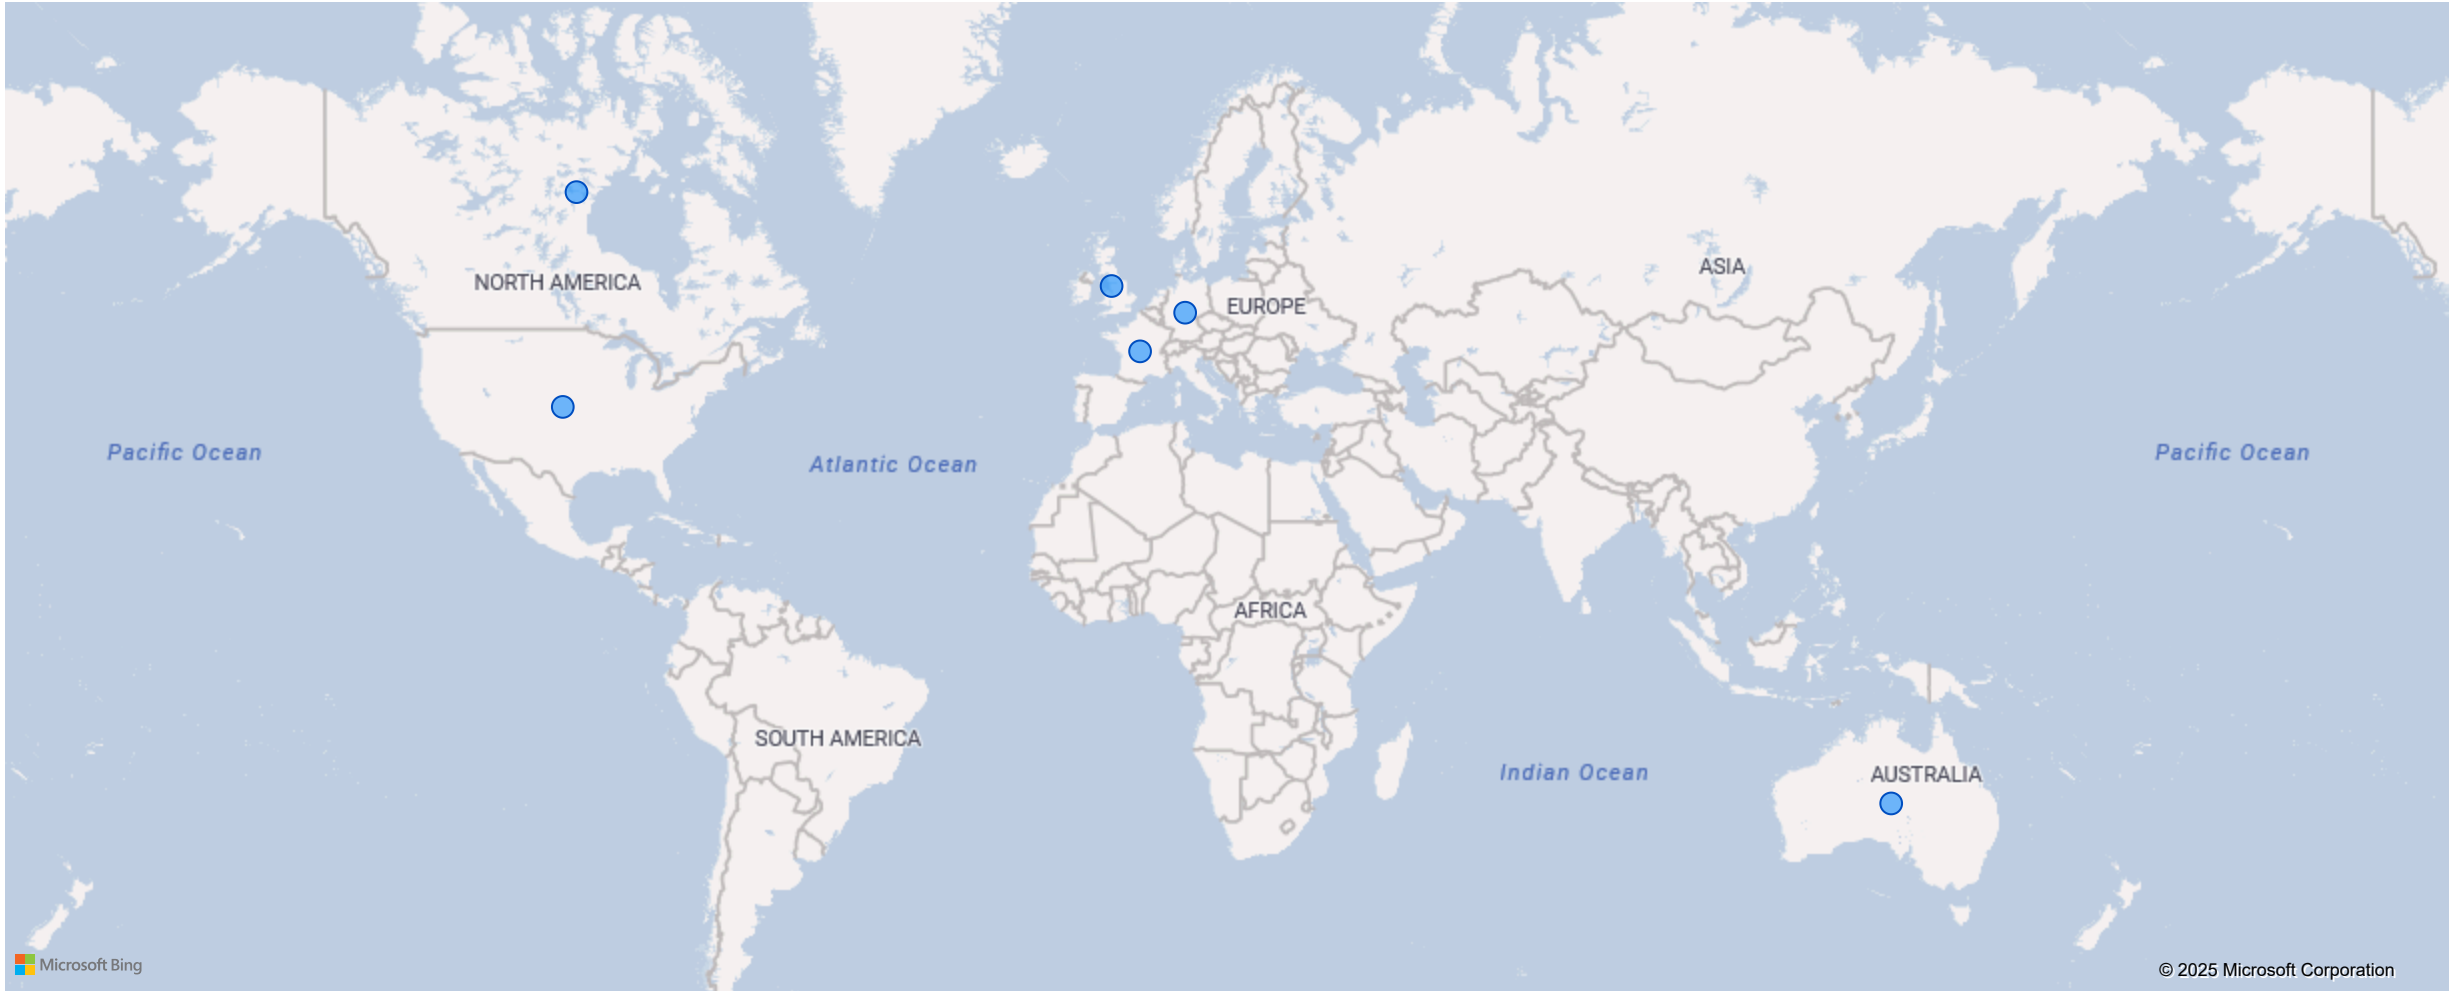 ASIA
NORTH AMERICA
EUROPE
Pacific Ocean
Atlantic Ocean
Pacific Ocean
AFRICA
SOUTH AMERICA
Indian Ocean
AUSTRALIA
Microsoft Bing
© 2025 Microsoft Corporation